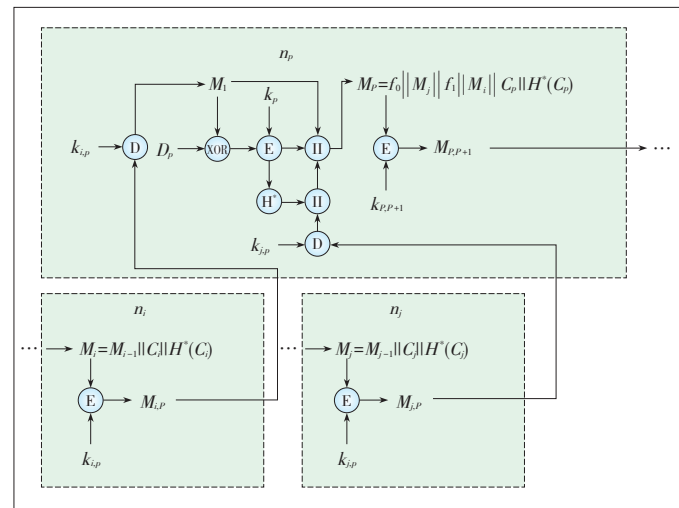 n_p
M_1
k_p
M_P=f_0||M_j||f_1||M_i||C_p||H*(C_p)
k_{i,p} D D_p XOR E II E M_{P,P+1} ...
H* II k_{P,P+1}
k_{j,p} D
n_i n_j
... M_i=M_{i-1}||C_i||H*(C_i) ... M_j=M_{j-1}||C_j||H*(C_j)
E M_{i,P} E M_{j,P}
k_{i,p} k_{j,p}